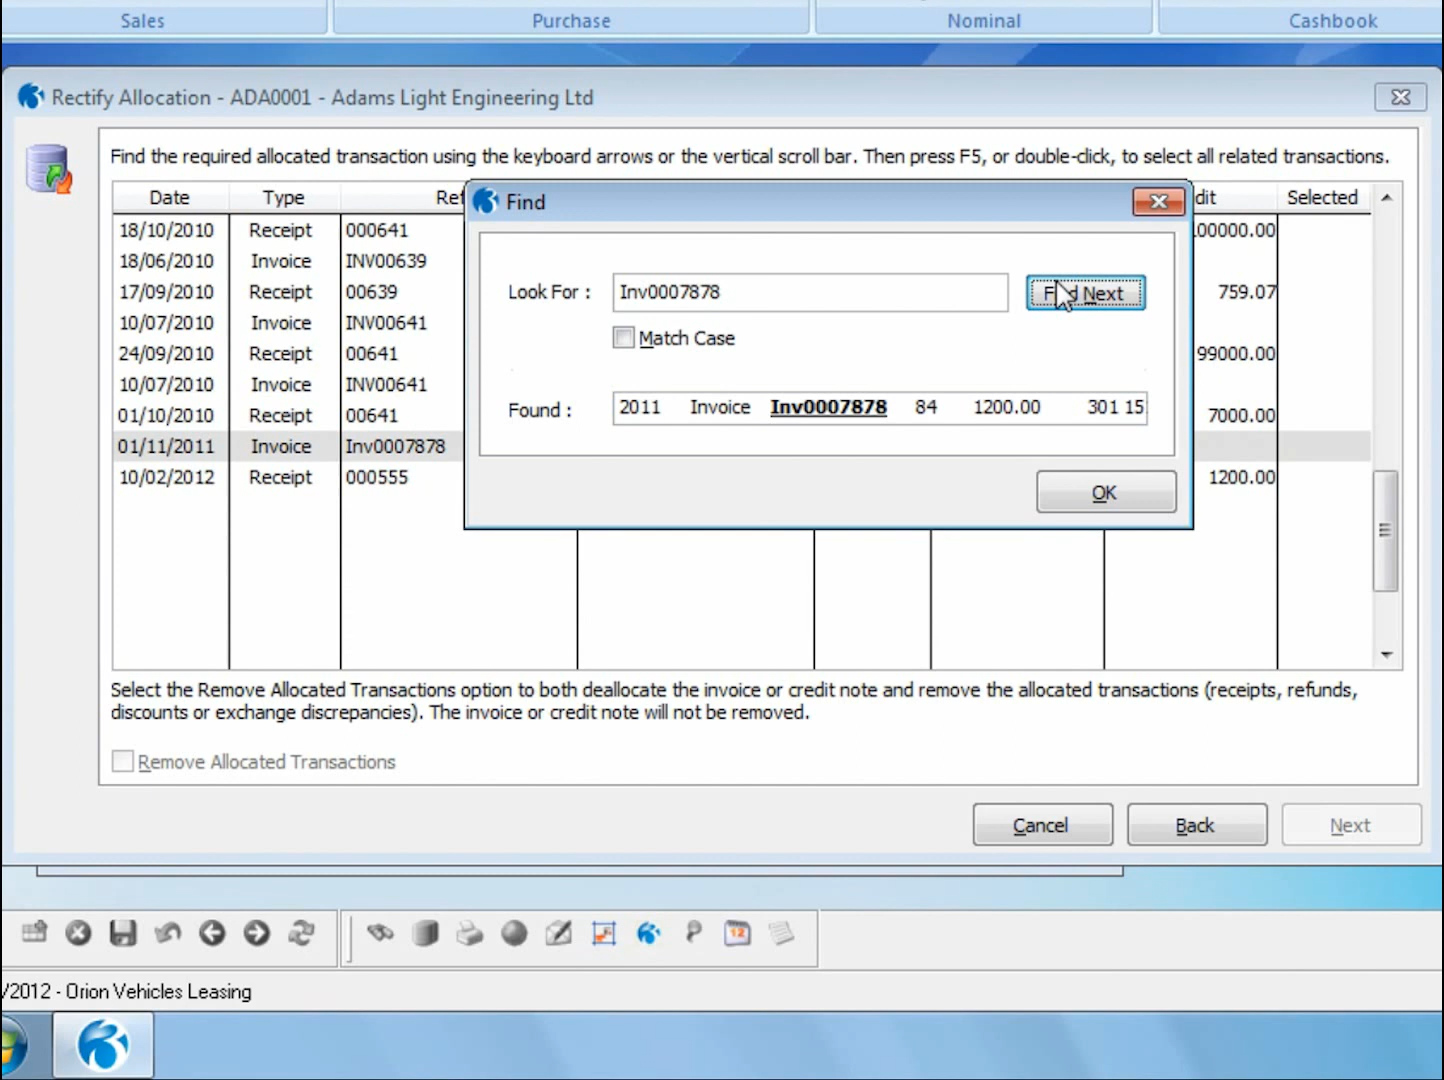 Sales Purchase Nominal Cashbook
Rectify Allocation - ADA0001 - Adams Light Engineering Ltd
Find the required allocated transaction using the keyboard arrows or the vertical scroll bar. Then press F5, or double-click, to select all related transactions.
Date Type Selected
18/10/2010 Receipt 000641
18/06/2010 Invoice INV00639
17/09/2010 Receipt 00639 759.07
10/07/2010 Invoice INV00641
24/09/2010 Receipt 00641 99000.00
10/07/2010 Invoice INV00641
01/10/2010 Receipt 00641 7000.00
01/11/2011 Invoice Inv0007878
10/02/2012 Receipt 000555 1200.00
Find
Look For : Inv0007878 Find Next
Match Case
Found : 2011 Invoice Inv0007878 84 1200.00 301 15
OK
Select the Remove Allocated Transactions option to both deallocate the invoice or credit note and remove the allocated transactions (receipts, refunds,
discounts or exchange discrepancies). The invoice or credit note will not be removed.
Remove Allocated Transactions
Cancel Back Next
12
/2012 - Orion Vehicles Leasing